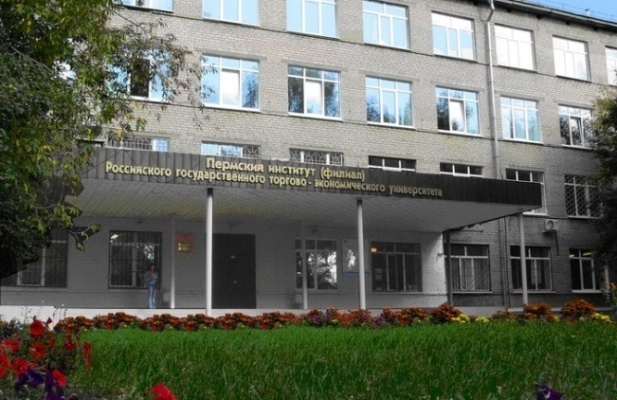 Пермский институт (филиал)
Российского государственного торгово - экономического университета